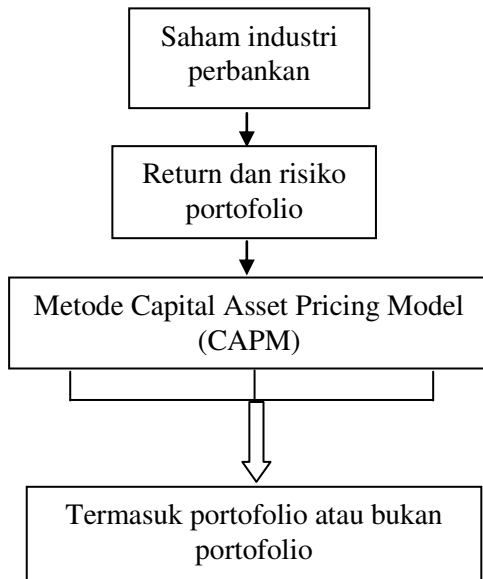 Saham industri
perbankan
Return dan risiko
portofolio
Metode Capital Asset Pricing Model
(CAPM)
Termasuk portofolio atau bukan
portofolio